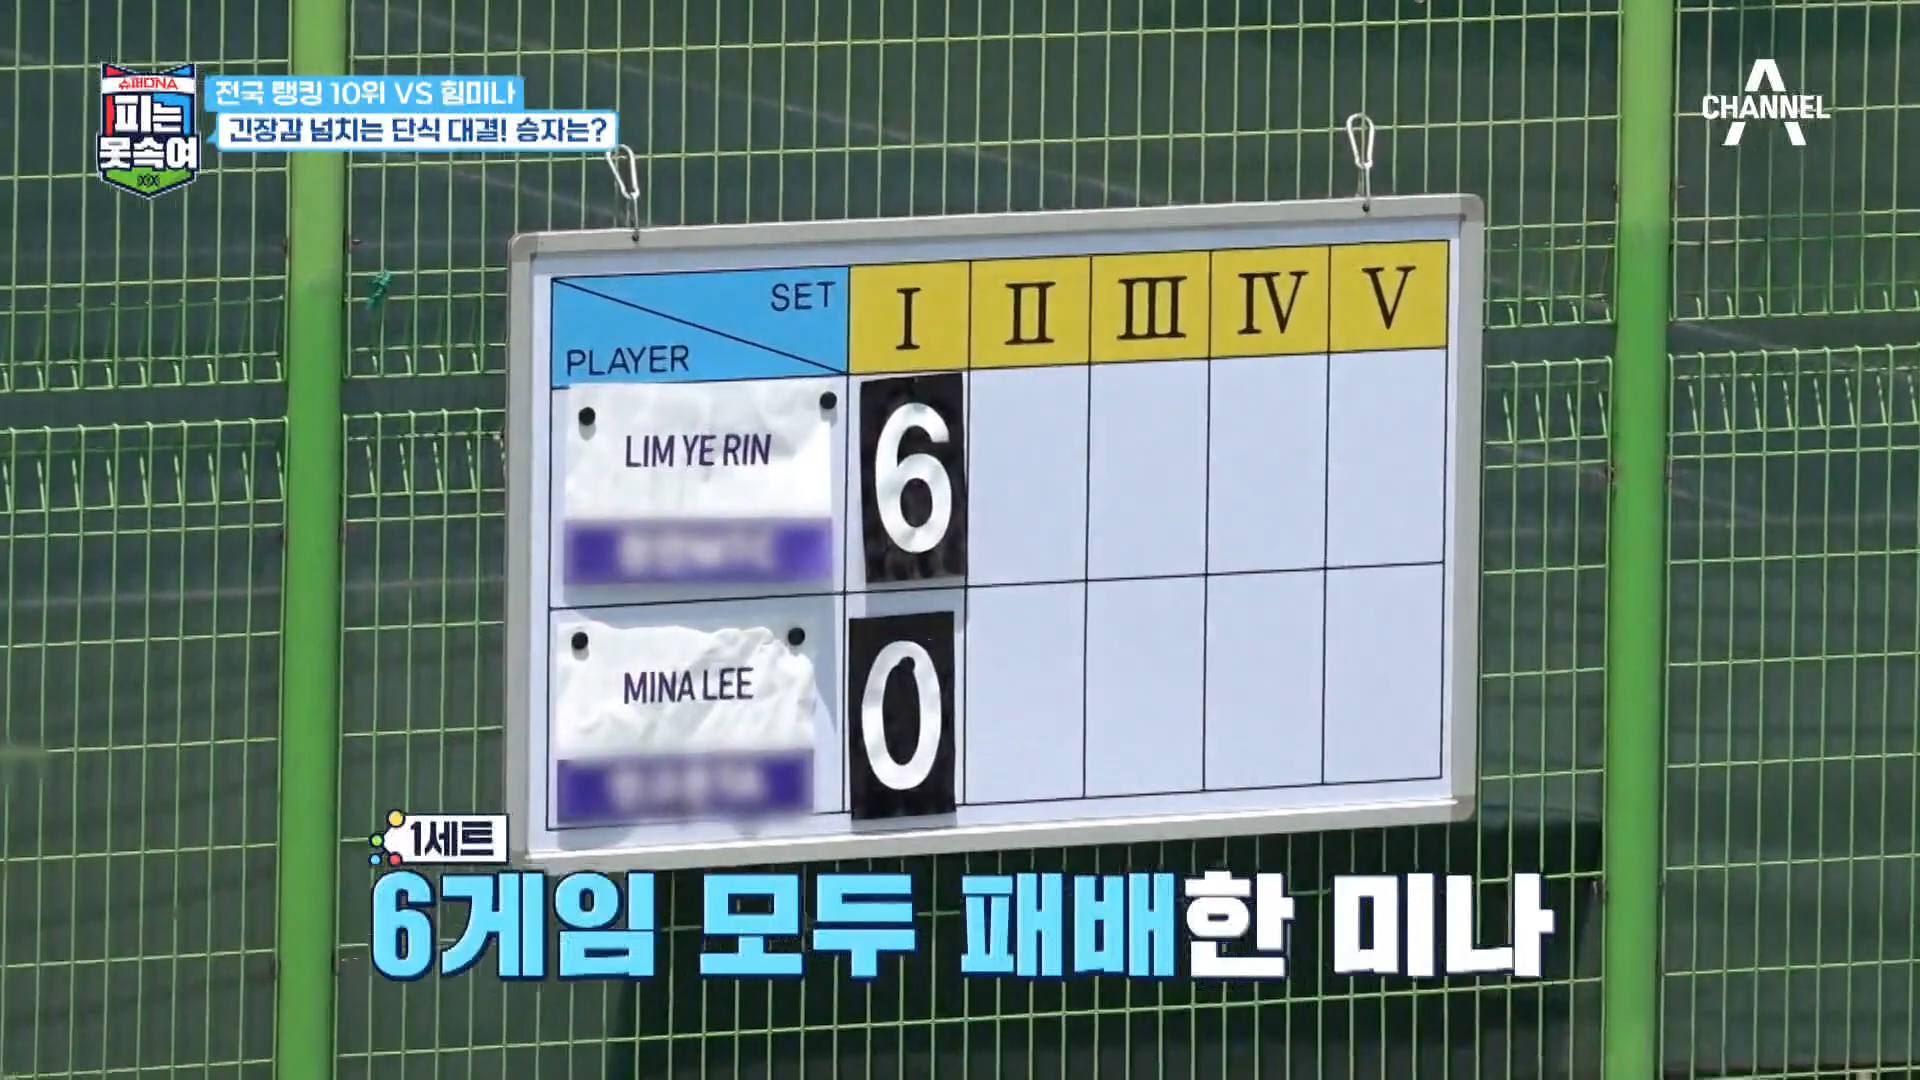 슈퍼DNA
피는
못속여
전국 랭킹 10위 VS 힘미나
긴장감 넘치는 단식 대결! 승자는?
CHANNEL A
SET
PLAYER
I II III IV V
LIM YE RIN 6
MINA LEE 0
1세트
6게임 모두 패배한 미나